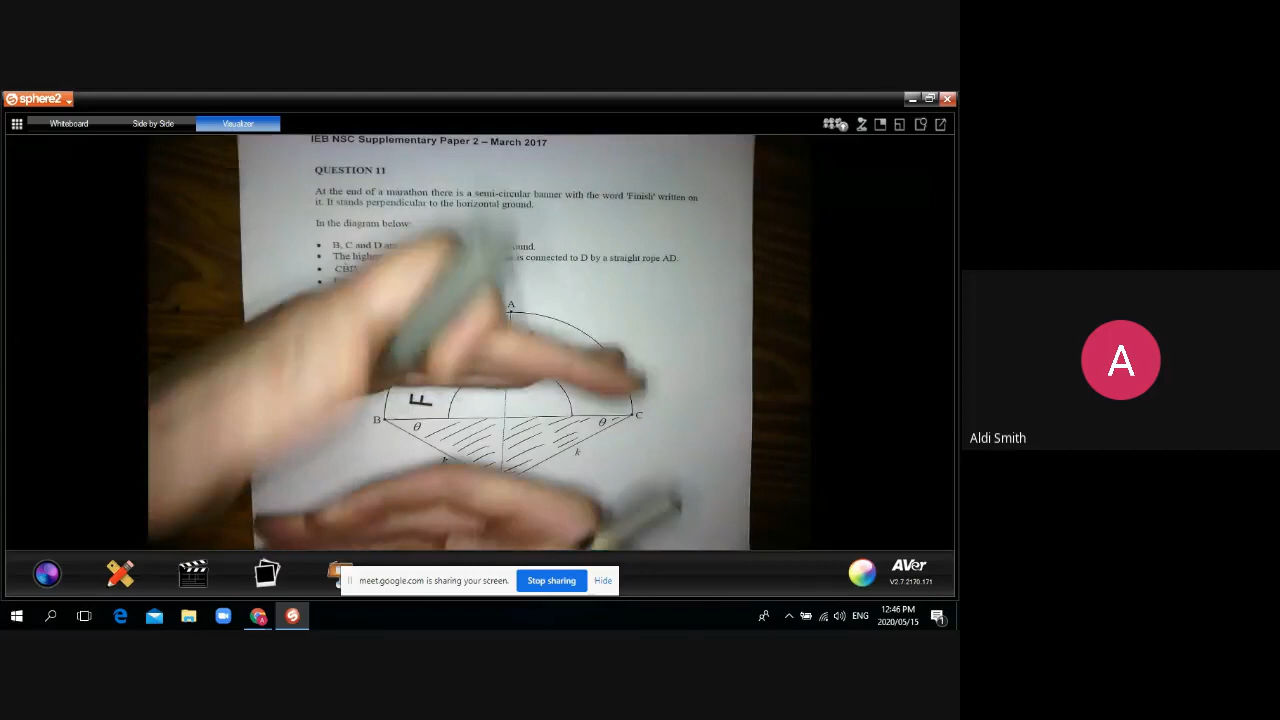 sphere2
Whiteboard Side by Side Visualizer
IEB NSC Supplementary Paper 2 – March 2017
QUESTION 11
At the end of a marathon there is a semi-circular banner with the word 'Finish' written on
it. It stands perpendicular to the horizontal ground.
In the diagram below:
• B, C and D are
• The is connected to D by a straight rope AD.
A
F
B θ θ C
k
Aldi Smith
A
meet.google.com is sharing your screen. Stop sharing Hide
AVer
V2.7.2170.171
ENG 12:46 PM
2020/05/15
1